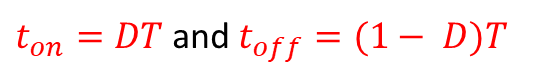 t_on = DT and t_off = (1 − D)T